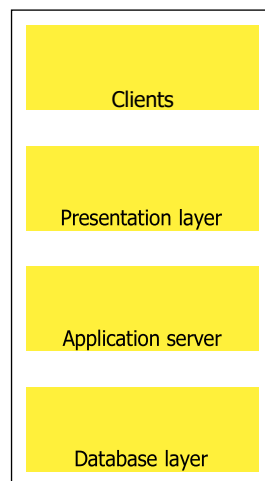 Clients
Presentation layer
Application server
Database layer